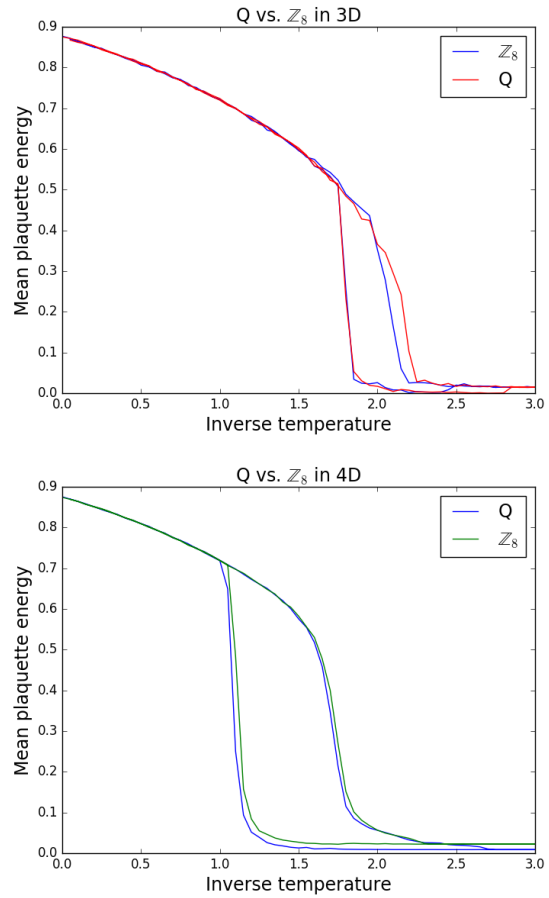 Q vs. ℤ₈ in 3D
0.9
0.8
0.7
0.6
0.5
0.4
0.3
0.2
0.1
0.0
Mean plaquette energy
ℤ₈
Q
0.0 0.5 1.0 1.5 2.0 2.5 3.0
Inverse temperature
Q vs. ℤ₈ in 4D
0.9
0.8
0.7
0.6
0.5
0.4
0.3
0.2
0.1
0.0
Mean plaquette energy
Q
ℤ₈
0.0 0.5 1.0 1.5 2.0 2.5 3.0
Inverse temperature